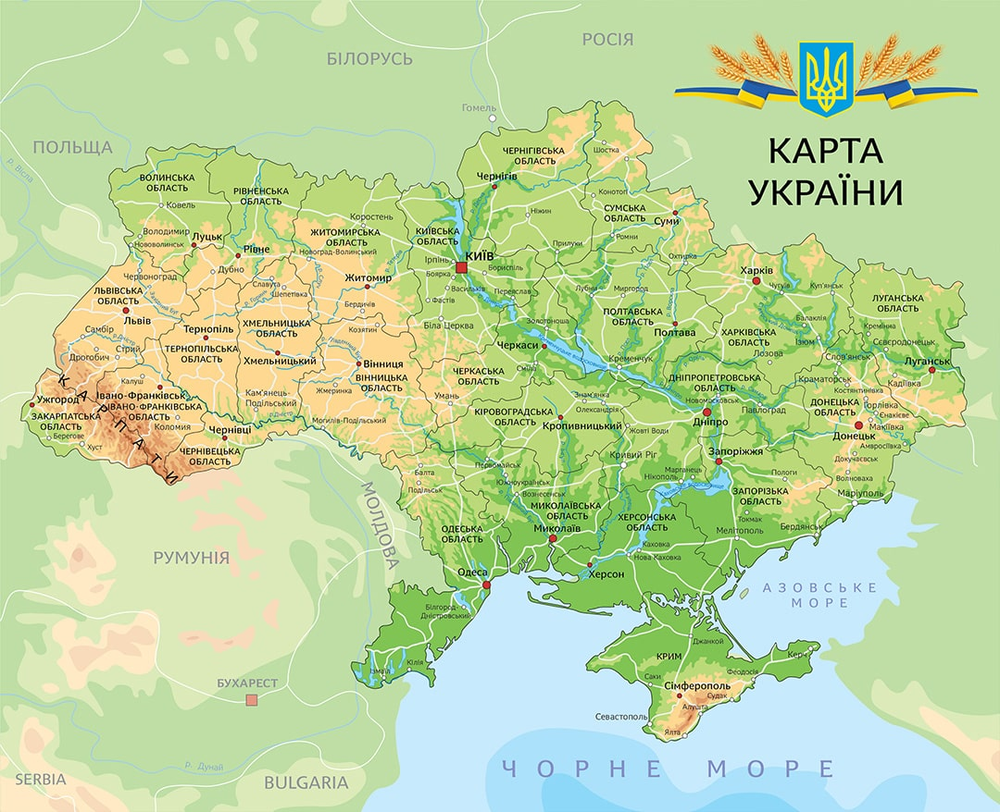 РОСІЯ
БІЛОРУСЬ
КАРТА
УКРАЇНИ
Гомель
ПОЛЬЩА
р. Вісла
ЧЕРНІГІВСЬКА
ОБЛАСТЬ
Шостка
Чернігів
ВОЛИНСЬКА
ОБЛАСТЬ
РІВНЕНСЬКА
ОБЛАСТЬ
Ковель
Конотоп
Ніжин
СУМСЬКА
ОБЛАСТЬ
Суми
Коростень
ЖИТОМИРСЬКА
ОБЛАСТЬ
КИЇВСЬКА
ОБЛАСТЬ
Володимир
Нововолинськ
Луцьк
Рівне
Новоград-Волинський
Прилуки
Ромни
Охтирка
КИЇВ
Ірпінь
Боярка
Бориспіль
Васильків
Переяслав
Фастів
Дубно
Червоноград
Славута
Шепетівка
Житомир
Бердичів
Лубни
Миргород
Харків
Чугуїв
Куп'янськ
ЛЬВІВСЬКА
ОБЛАСТЬ
Львів
Самбір
Дрогобич
Стрий
Тернопіль
ТЕРНОПІЛЬСЬКА
ОБЛАСТЬ
ХМЕЛЬНИЦЬКА
ОБЛАСТЬ
Хмельницький
Козятин
Біла Церква
Золотоноша
Черкаси
Сміла
ПОЛТАВСЬКА
ОБЛАСТЬ
Полтава
ХАРКІВСЬКА
ОБЛАСТЬ
Балаклія
Ізюм
Лозова
ЛУГАНСЬКА
ОБЛАСТЬ
Кремінна
Сєвєродонецьк
Слов'янськ
Луганськ
Кременчук
Вінниця
ВІННИЦЬКА
ОБЛАСТЬ
Жмеринка
ЧЕРКАСЬКА
ОБЛАСТЬ
Умань
ДНІПРОПЕТРОВСЬКА
ОБЛАСТЬ
Новомосковськ
Павлоград
Дніпро
Краматорськ
Костянтинівка
Кадіївка
Горлівка
Єнакієве
Макіївка
ДОНЕЦЬКА
ОБЛАСТЬ
Донецьк
Амвросіївка
Докучаєвськ
Волноваха
Маріуполь
КАРПАТИ
Калуш
Івано-Франківськ
ІВАНО-ФРАНКІВСЬКА
ОБЛАСТЬ
Коломия
Ужгород
ЗАКАРПАТСЬКА
ОБЛАСТЬ
Берегове
Хуст
Кам'янець-
Подільський
р.Дністер
Могилів-Подільський
Чернівці
ЧЕРНІВЕЦЬКА
ОБЛАСТЬ
КІРОВОГРАДСЬКА
ОБЛАСТЬ
Знам'янка
Олександрія
Кропивницький
Жовті Води
Кривий Ріг
Запоріжжя
Марганець
Нікополь
Пологи
ЗАПОРІЗЬКА
ОБЛАСТЬ
Токмак
Мелітополь
Бердянськ
Балта
Подільськ
Первомайськ
Южноукраїнськ
Вознесенськ
МИКОЛАЇВСЬКА
ОБЛАСТЬ
Миколаїв
ХЕРСОНСЬКА
ОБЛАСТЬ
Каховка
Нова Каховка
Херсон
МОЛДОВА
ОДЕСЬКА
ОБЛАСТЬ
Одеса
РУМУНІЯ
АЗОВСЬКЕ
МОРЕ
Білгород-
Дністровський
Ізмаїл
Кілія
Джанкой
КРИМ
Керч
Саки
Сімферополь
Феодосія
Судак
Алушта
Севастополь
Ялта
БУХАРЕСТ
р. Дунай
ЧОРНЕ МОРЕ
SERBIA
BULGARIA